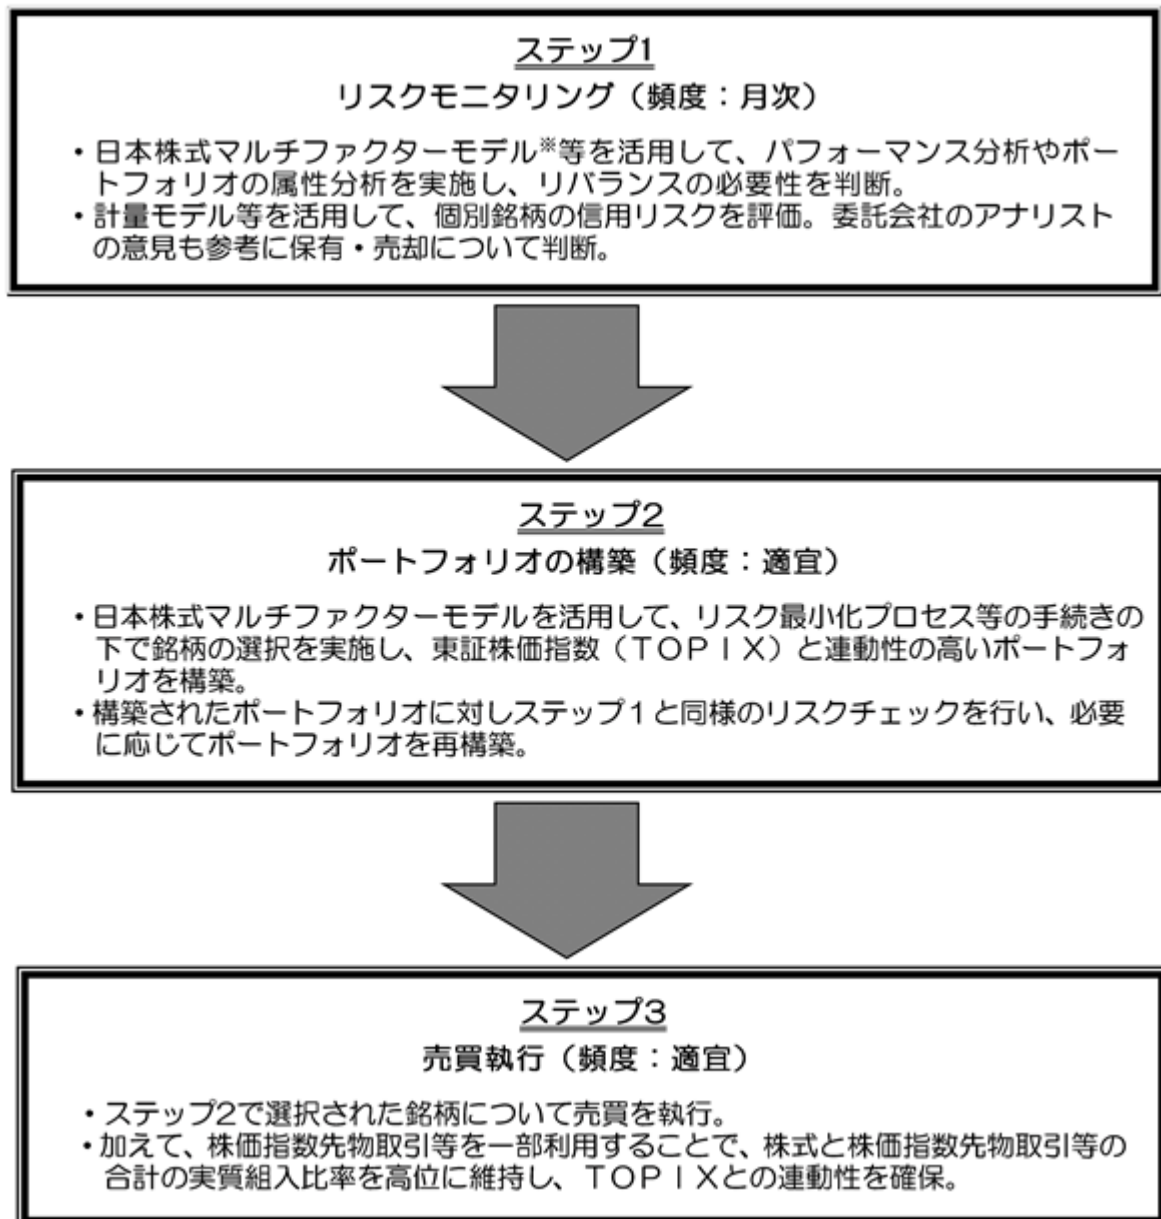 ステップ1
リスクモニタリング（頻度：月次）
・日本株式マルチファクターモデル※等を活用して、パフォーマンス分析やポー
トフォリオの属性分析を実施し、リバランスの必要性を判断。
・計量モデル等を活用して、個別銘柄の信用リスクを評価。委託会社のアナリスト
の意見も参考に保有・売却について判断。
ステップ2
ポートフォリオの構築（頻度：適宜）
・日本株式マルチファクターモデルを活用して、リスク最小化プロセス等の手続きの
下で銘柄の選択を実施し、東証株価指数（ＴＯＰＩＸ）と連動性の高いポートフォ
リオを構築。
・構築されたポートフォリオに対しステップ１と同様のリスクチェックを行い、必要
に応じてポートフォリオを再構築。
ステップ3
売買執行（頻度：適宜）
・ステップ2で選択された銘柄について売買を執行。
・加えて、株価指数先物取引等を一部利用することで、株式と株価指数先物取引等の
合計の実質組入比率を高位に維持し、ＴＯＰＩＸとの連動性を確保。